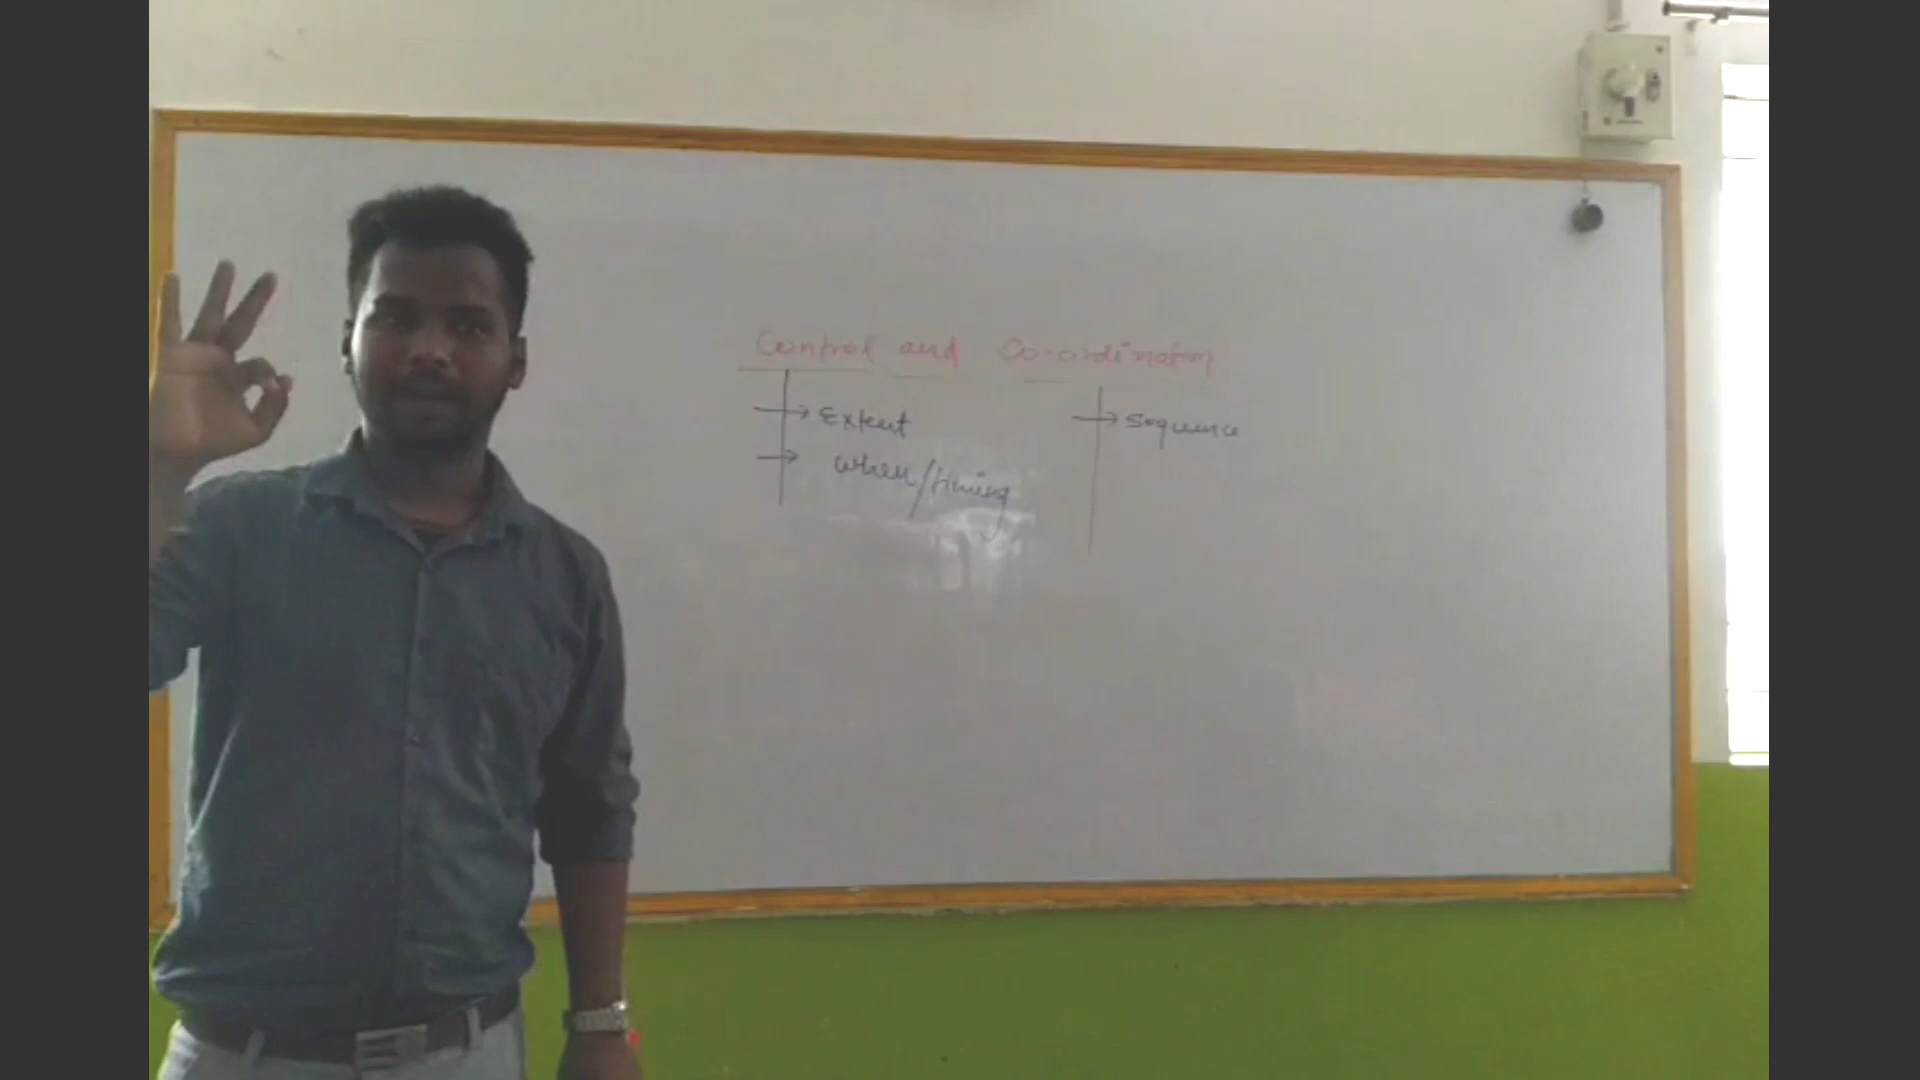 Control and Co-ordination
→ Extent
→ when/timing
→ Sequence